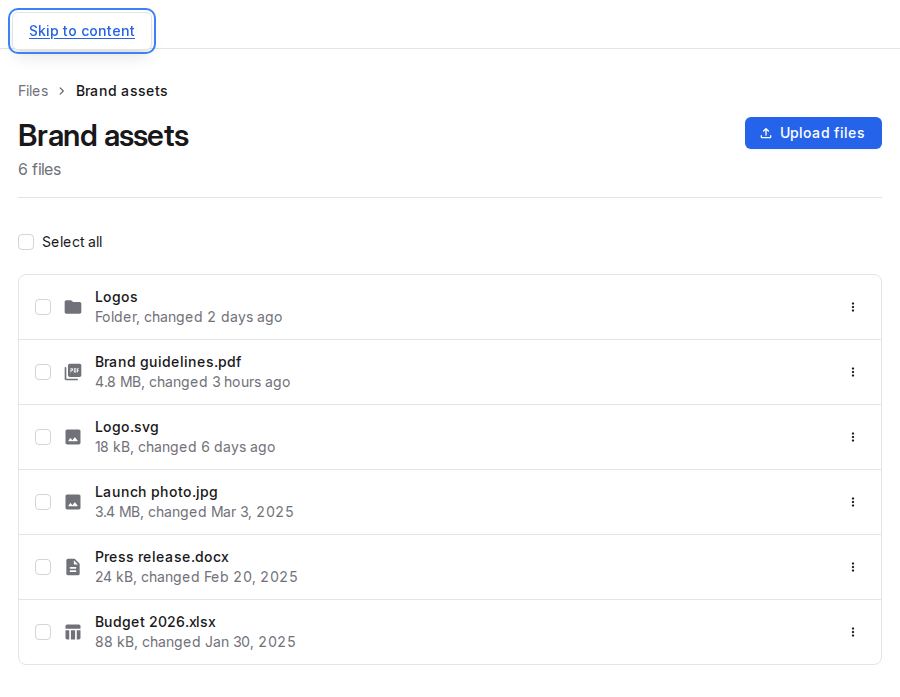 Skip to content
Files > Brand assets
Brand assets
Upload files
6 files
Select all
Logos
Folder, changed 2 days ago
Brand guidelines.pdf
4.8 MB, changed 3 hours ago
Logo.svg
18 kB, changed 6 days ago
Launch photo.jpg
3.4 MB, changed Mar 3, 2025
Press release.docx
24 kB, changed Feb 20, 2025
Budget 2026.xlsx
88 kB, changed Jan 30, 2025